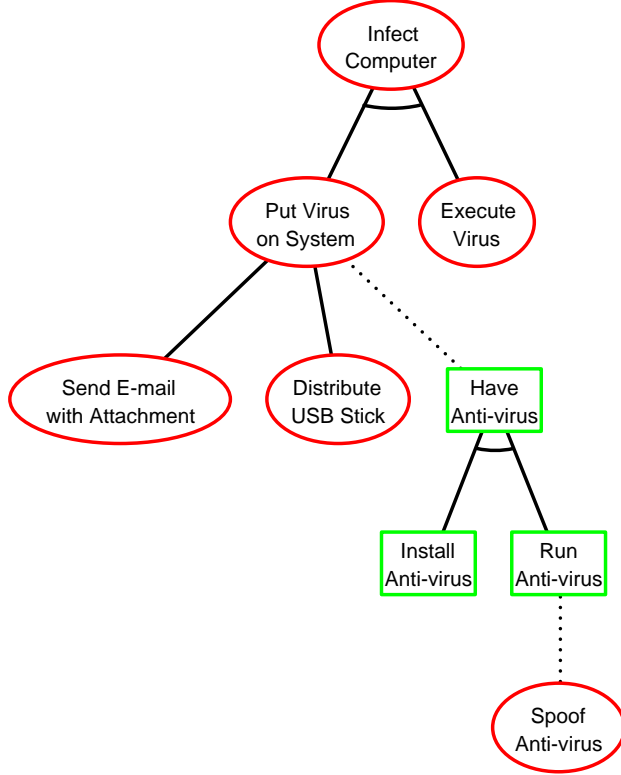 Infect
Computer
Put Virus
on System
Execute
Virus
Send E-mail
with Attachment
Distribute
USB Stick
Have
Anti-virus
Install
Anti-virus
Run
Anti-virus
Spoof
Anti-virus